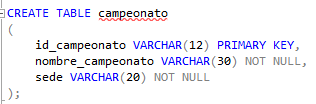 CREATE TABLE campeonato
(
id_campeonato VARCHAR(12) PRIMARY KEY,
nombre_campeonato VARCHAR(30) NOT NULL,
sede VARCHAR(20) NOT NULL
);